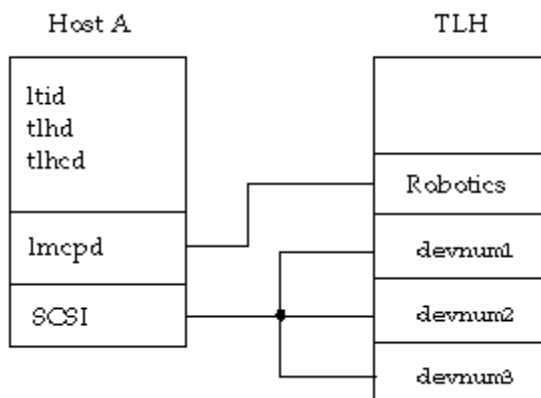 Host A
TLH
ltid
tlhd
tlhcd
Robotics
lmcpd
devnum1
SCSI
devnum2
devnum3